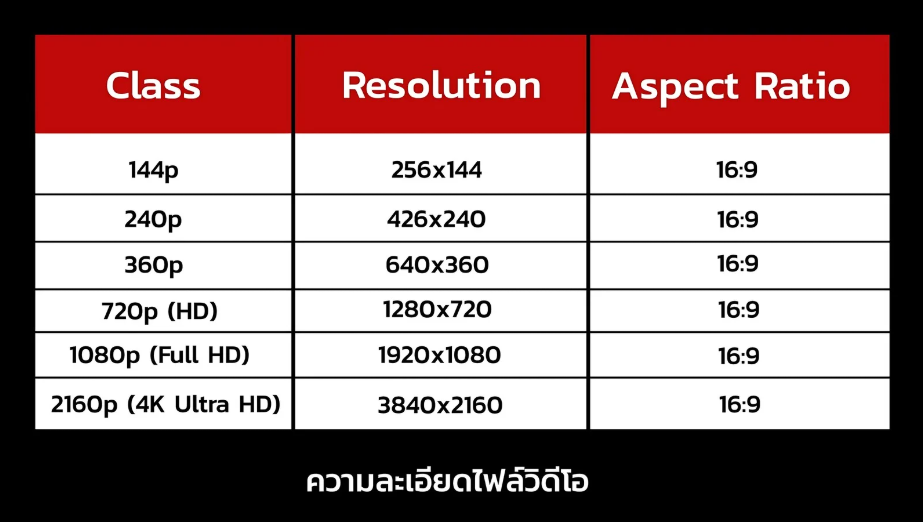 Class Resolution Aspect Ratio
144p 256x144 16:9
240p 426x240 16:9
360p 640x360 16:9
720p (HD) 1280x720 16:9
1080p (Full HD) 1920x1080 16:9
2160p (4K Ultra HD) 3840x2160 16:9
ความละเอียดไฟล์วิดีโอ